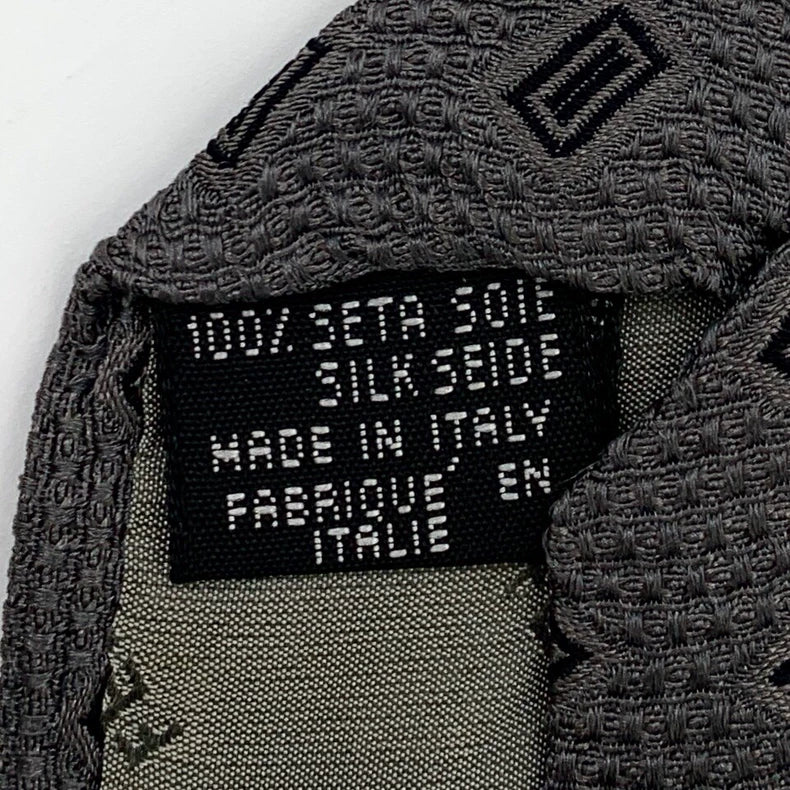 100% SETA SOIE
SILK SEIDE
MADE IN ITALY
FABRIQUE' EN
ITALIE